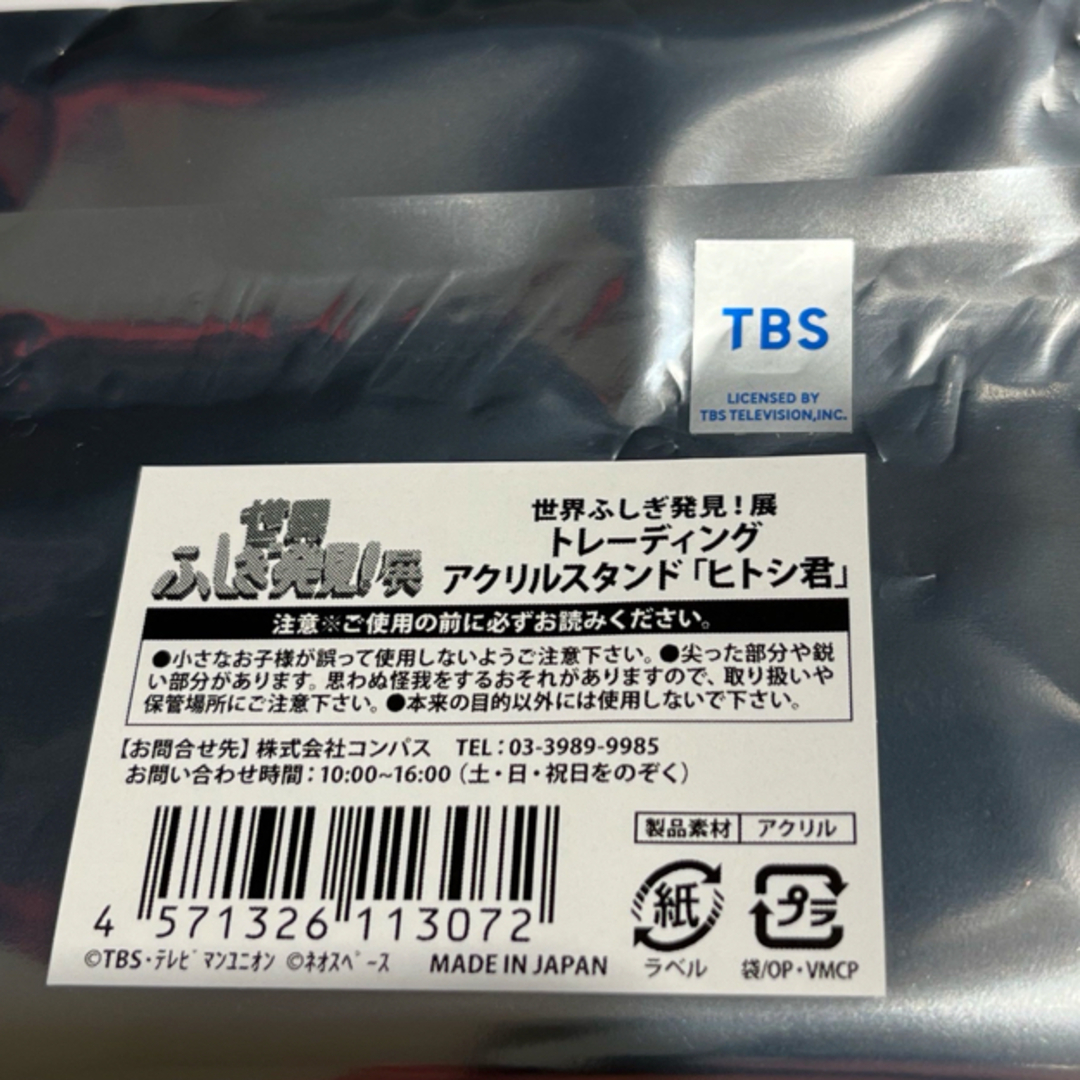 TBS
LICENSED BY
TBS TELEVISION,INC.
世界
ふしぎ発見!展
世界ふしぎ発見!展
トレーディング
アクリルスタンド「ヒトシ君」
注意※ご使用の前に必ずお読みください。
●小さなお子様が誤って使用しないようご注意下さい。●尖った部分や鋭
い部分があります。思わぬ怪我をするおそれがありますので、取り扱いや
保管場所にご注意下さい。●本来の目的以外には使用しないで下さい。
【お問合せ先】株式会社コンパス TEL:03-3989-9985
お問い合わせ時間:10:00~16:00(土・日・祝日をのぞく)
製品素材 アクリル
紙 プラ
ラベル 袋/OP・VMCP
4 571326 113072
©TBS・テレビマンユニオン ©ネオスペース MADE IN JAPAN